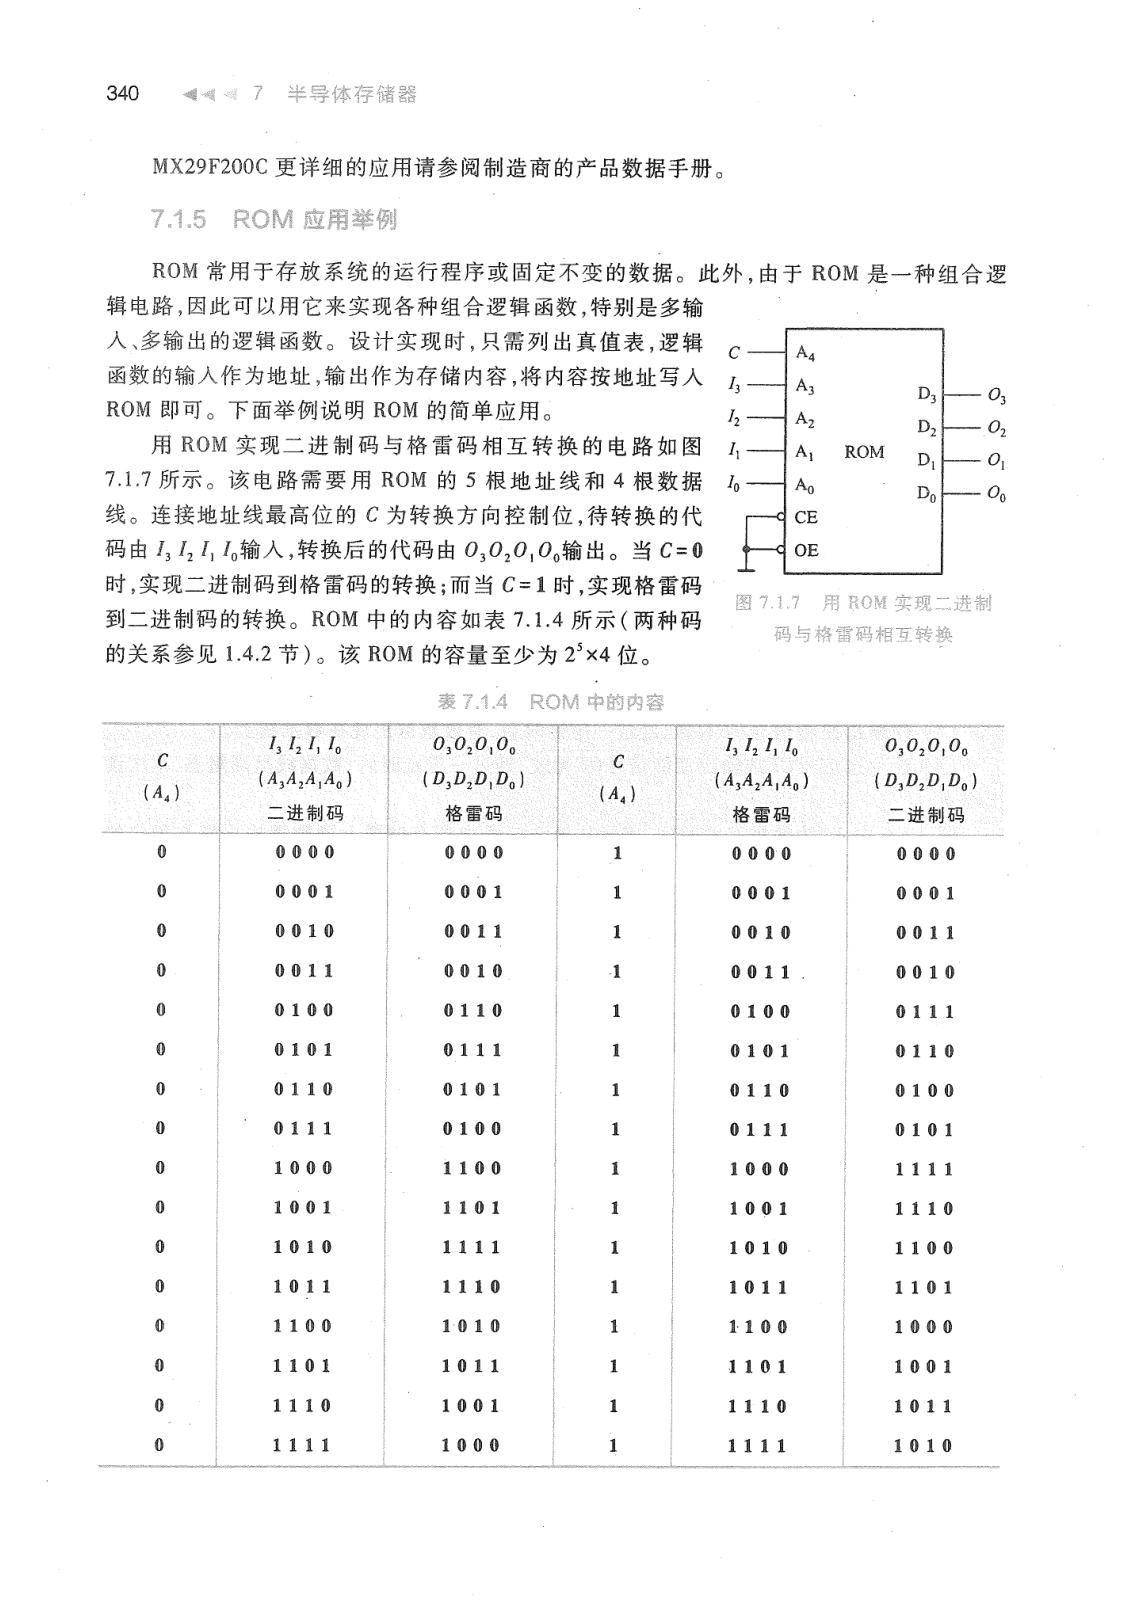 340 7 半导体存储器
MX29F200C 更详细的应用请参阅制造商的产品数据手册。
7.1.5 ROM 应用举例
ROM 常用于存放系统的运行程序或固定不变的数据。此外,由于 ROM 是一种组合逻
辑电路,因此可以用它来实现各种组合逻辑函数,特别是多输
入、多输出的逻辑函数。设计实现时,只需列出真值表,逻辑
函数的输入作为地址,输出作为存储内容,将内容按地址写入
ROM 即可。下面举例说明 ROM 的简单应用。
用 ROM 实现二进制码与格雷码相互转换的电路如图
7.1.7 所示。该电路需要用 ROM 的 5 根地址线和 4 根数据
线。连接地址线最高位的 C 为转换方向控制位,待转换的代
码由 I₃ I₂ I₁ I₀输入,转换后的代码由 O₃O₂O₁O₀输出。当 C=0
时,实现二进制码到格雷码的转换;而当 C=1 时,实现格雷码
到二进制码的转换。ROM 中的内容如表 7.1.4 所示(两种码
的关系参见 1.4.2 节)。该 ROM 的容量至少为 2⁵×4 位。
C A₄
I₃ A₃ D₃ O₃
I₂ A₂ D₂ O₂
I₁ A₁ ROM D₁ O₁
I₀ A₀ D₀ O₀
CE
OE
图 7.1.7 用 ROM 实现二进制
码与格雷码相互转换
表 7.1.4 ROM 中的内容
C (A₄) I₃ I₂ I₁ I₀ (A₃A₂A₁A₀) 二进制码 O₃O₂O₁O₀ (D₃D₂D₁D₀) 格雷码 C (A₄) I₃ I₂ I₁ I₀ (A₃A₂A₁A₀) 格雷码 O₃O₂O₁O₀ (D₃D₂D₁D₀) 二进制码
0 0000 0000 1 0000 0000
0 0001 0001 1 0001 0001
0 0010 0011 1 0010 0011
0 0011 0010 1 0011 0010
0 0100 0110 1 0100 0111
0 0101 0111 1 0101 0110
0 0110 0101 1 0110 0100
0 0111 0100 1 0111 0101
0 1000 1100 1 1000 1111
0 1001 1101 1 1001 1110
0 1010 1111 1 1010 1100
0 1011 1110 1 1011 1101
0 1100 1010 1 1100 1000
0 1101 1011 1 1101 1001
0 1110 1001 1 1110 1011
0 1111 1000 1 1111 1010